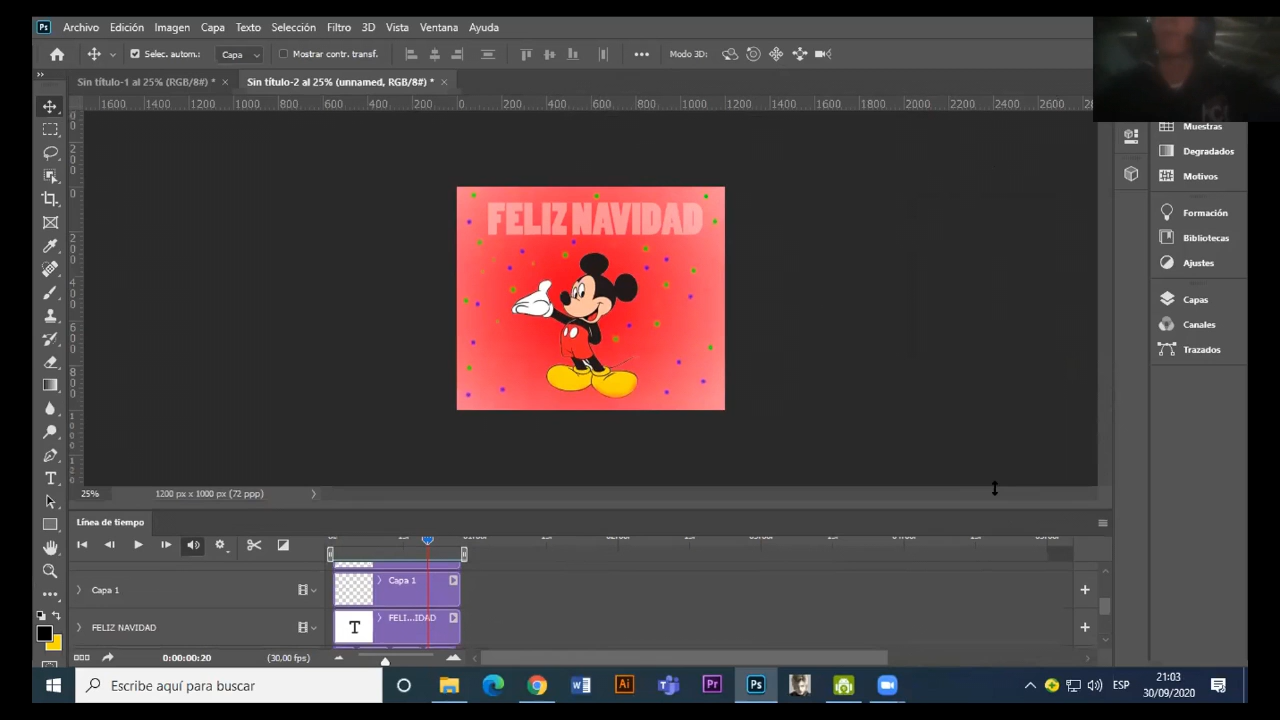 Ps Archivo Edición Imagen Capa Texto Selección Filtro 3D Vista Ventana Ayuda
Selec. autom.: Capa Mostrar contr. transf. ••• Modo 3D:
Sin título-1 al 25% (RGB/8#) * × Sin título-2 al 25% (unnamed, RGB/8#) * ×
1600 1400 1200 1000 800 600 400 200 0 200 400 600 800 1000 1200 1400 1600 1800 2000 2200 2400 2600
Muestras
Degradados
Motivos
Formación
Bibliotecas
Ajustes
Capas
Canales
Trazados
FELIZ NAVIDAD
25% 1200 px x 1000 px (72 ppp)
Línea de tiempo
Capa 1 Capa 1
FELIZ NAVIDAD T FELI...IDAD
0:00:00:20 (30,00 fps)
Escribe aquí para buscar
Ai Pr Ps
ESP
21:03
30/09/2020